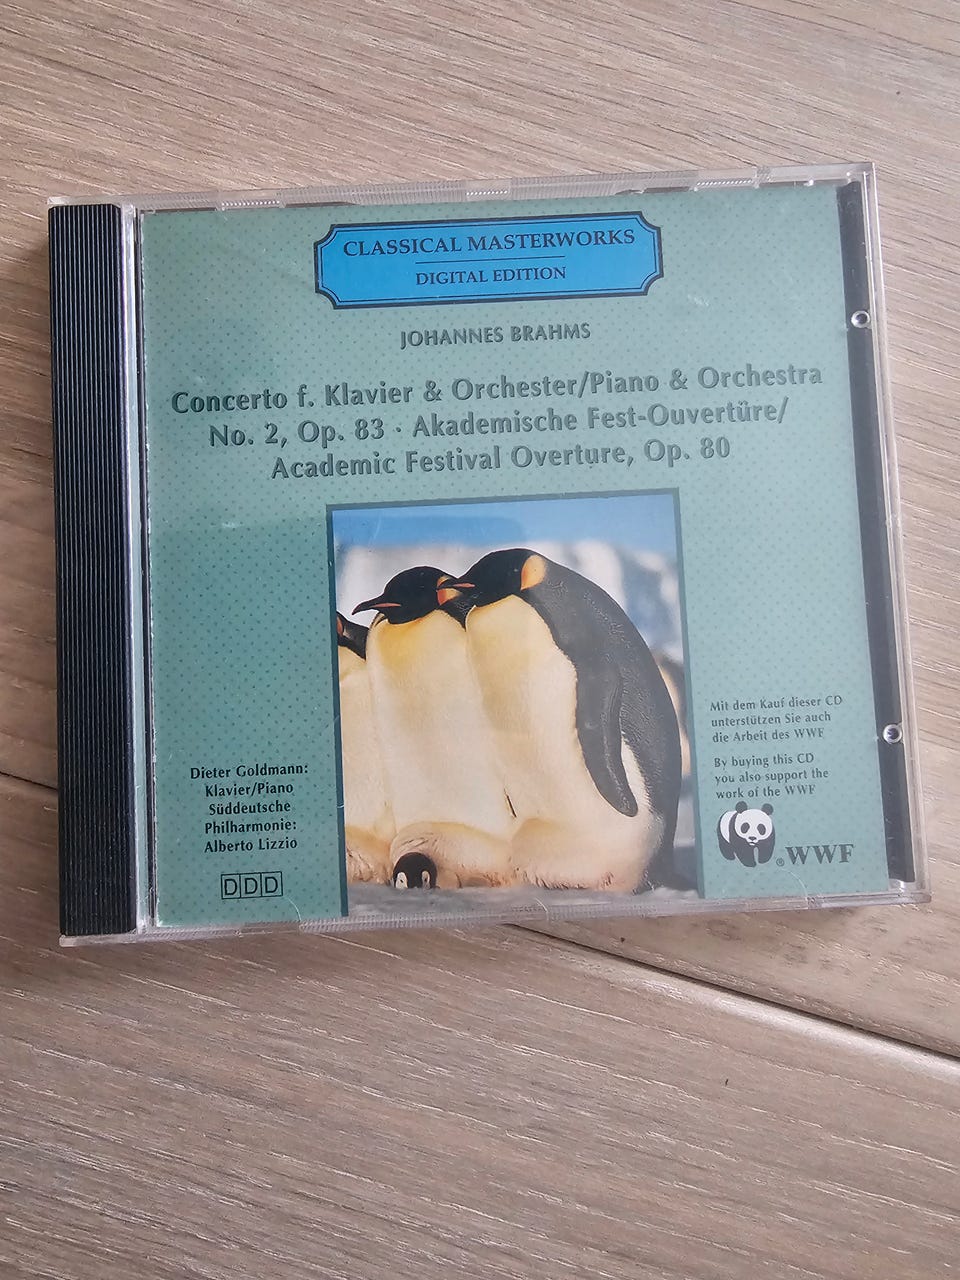 CLASSICAL MASTERWORKS
DIGITAL EDITION
JOHANNES BRAHMS
Concerto f. Klavier & Orchester/Piano & Orchestra
No. 2, Op. 83 · Akademische Fest-Ouvertüre/
Academic Festival Overture, Op. 80
Dieter Goldmann:
Klavier/Piano
Süddeutsche
Philharmonie:
Alberto Lizzio
DDD
Mit dem Kauf dieser CD
unterstützen Sie auch
die Arbeit des WWF
By buying this CD
you also support the
work of the WWF
® WWF